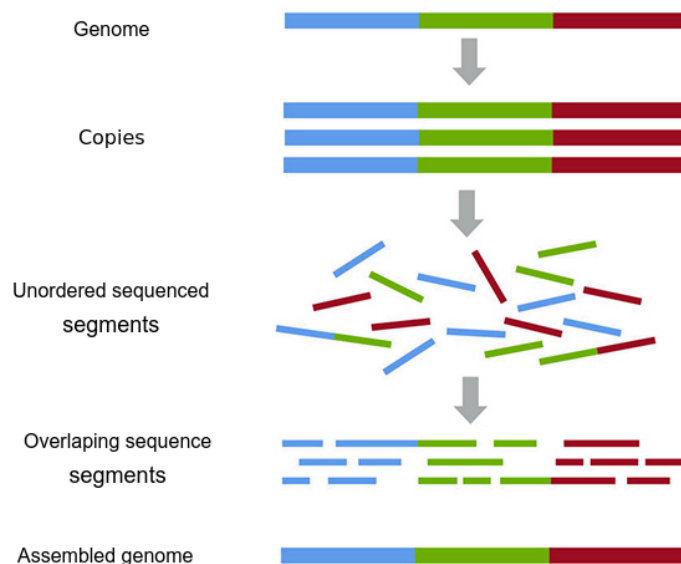 Genome
Copies
Unordered sequenced
segments
Overlaping sequence
segments
Assembled genome